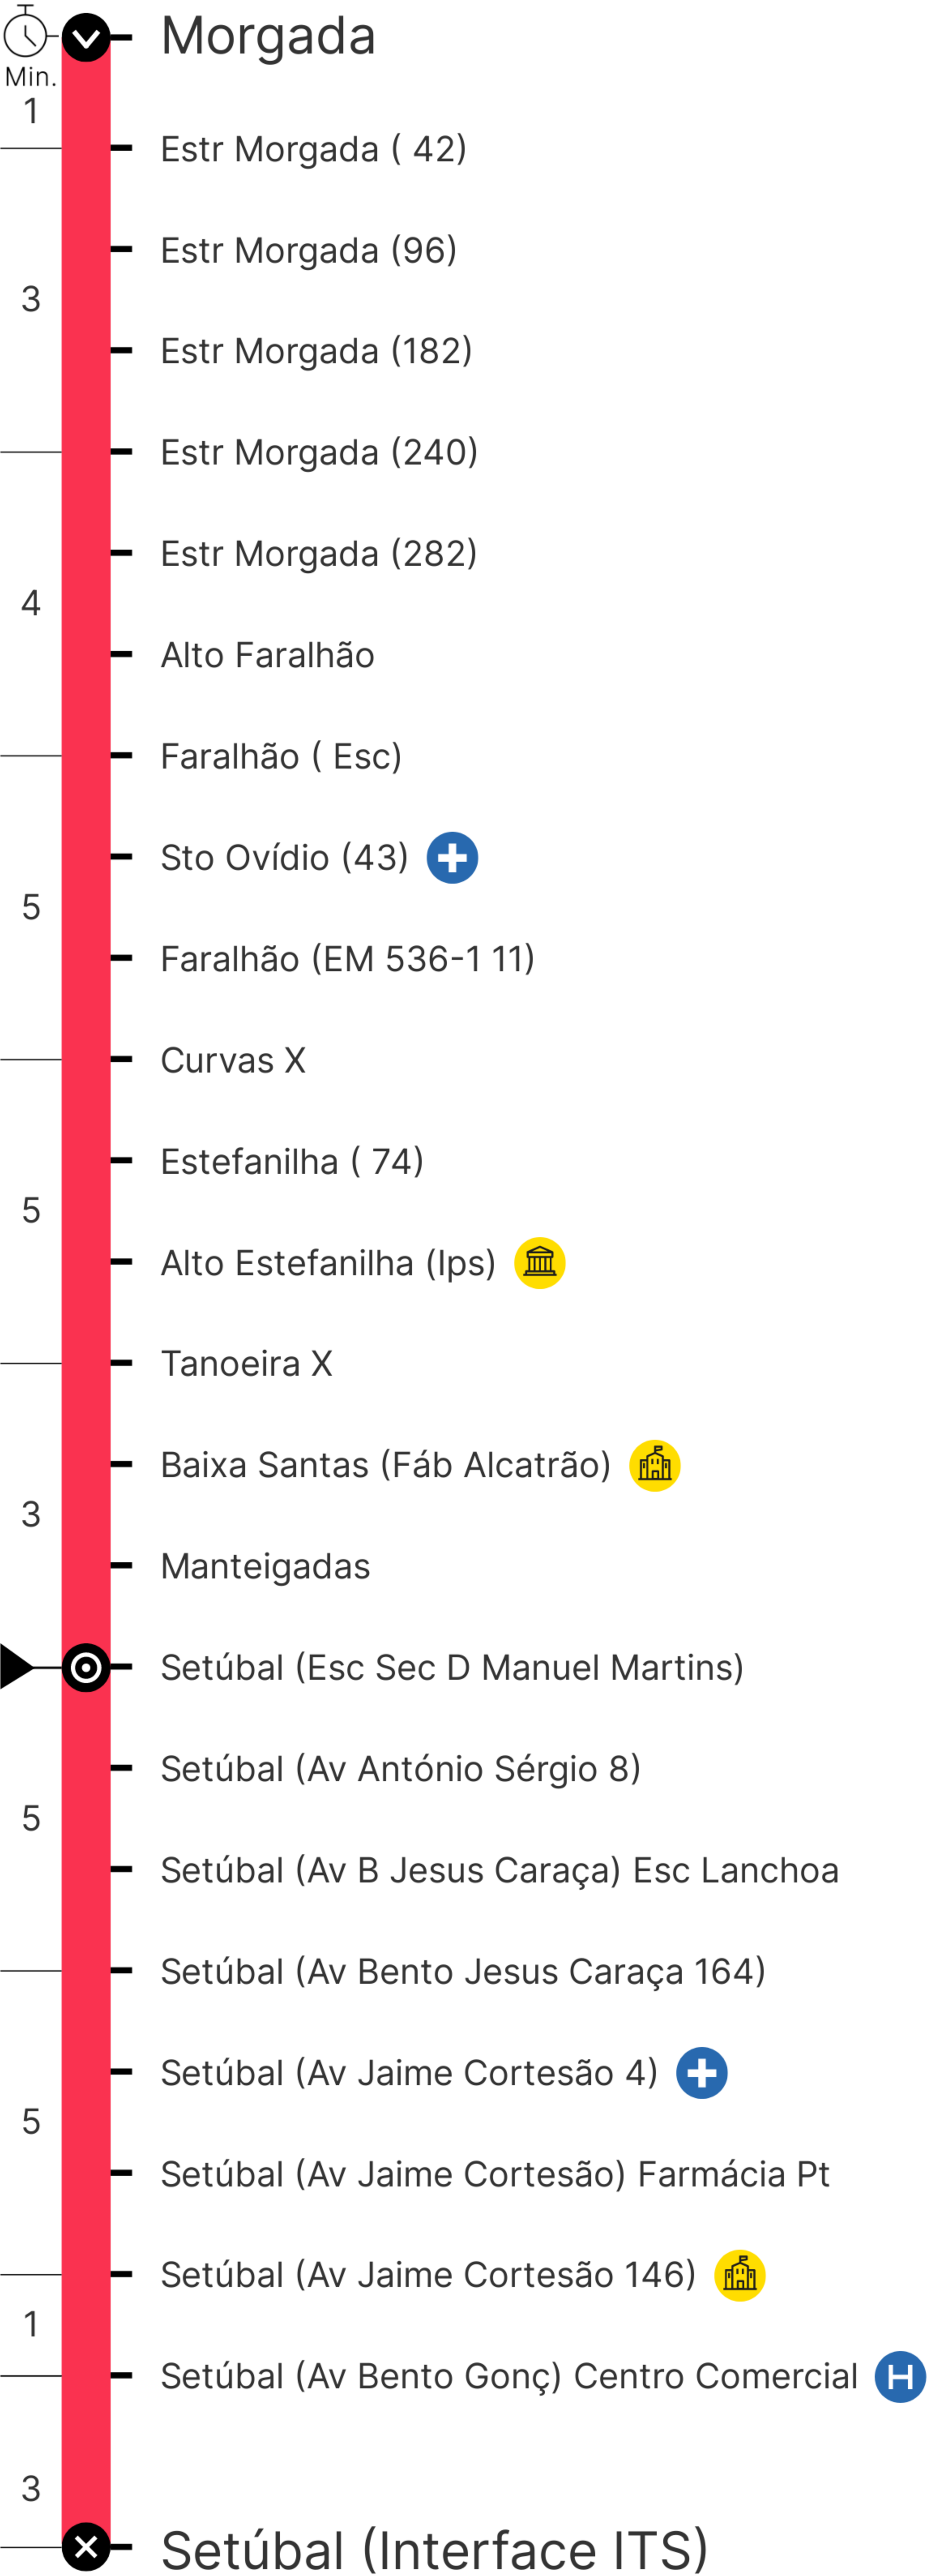 Morgada
Min.
1
Estr Morgada ( 42)
Estr Morgada (96)
3
Estr Morgada (182)
Estr Morgada (240)
Estr Morgada (282)
4
Alto Faralhão
Faralhão ( Esc)
Sto Ovídio (43)
5
Faralhão (EM 536-1 11)
Curvas X
Estefanilha ( 74)
5
Alto Estefanilha (Ips)
Tanoeira X
Baixa Santas (Fáb Alcatrão)
3
Manteigadas
Setúbal (Esc Sec D Manuel Martins)
Setúbal (Av António Sérgio 8)
5
Setúbal (Av B Jesus Caraça) Esc Lanchoa
Setúbal (Av Bento Jesus Caraça 164)
Setúbal (Av Jaime Cortesão 4)
5
Setúbal (Av Jaime Cortesão) Farmácia Pt
Setúbal (Av Jaime Cortesão 146)
1
Setúbal (Av Bento Gonç) Centro Comercial H
3
Setúbal (Interface ITS)